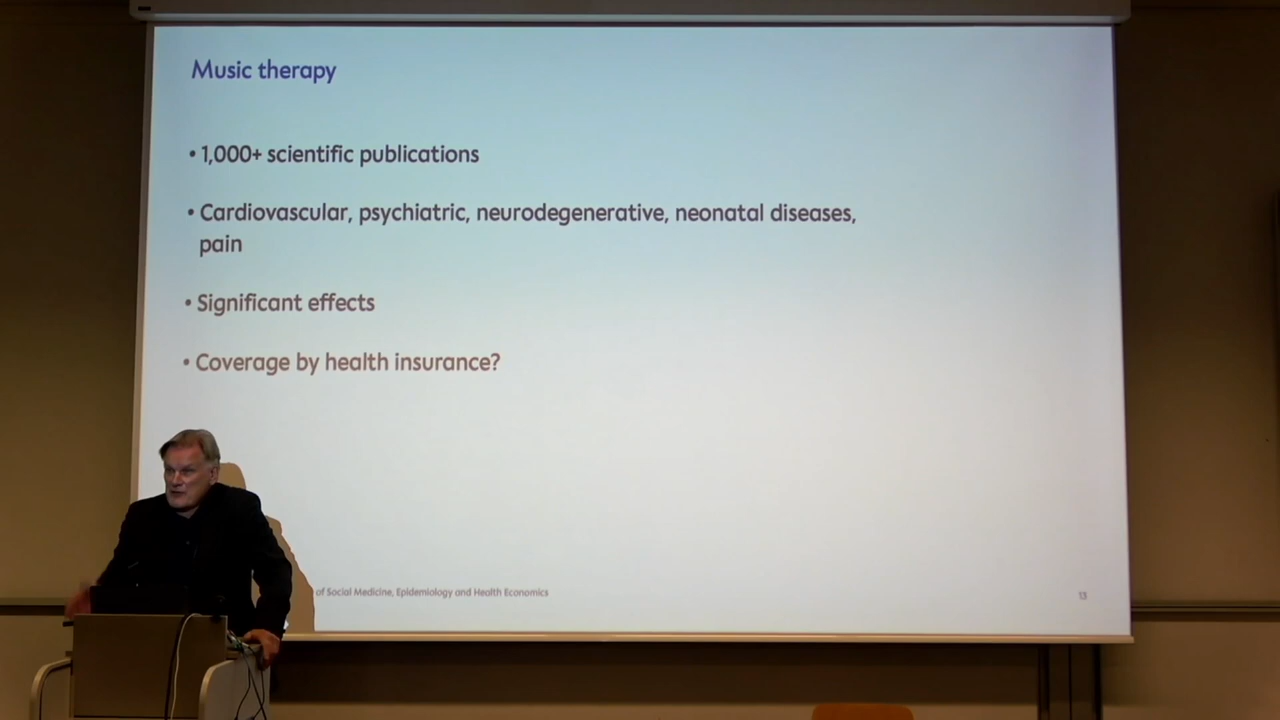 Music therapy
• 1,000+ scientific publications
• Cardiovascular, psychiatric, neurodegenerative, neonatal diseases,
pain
• Significant effects
• Coverage by health insurance?
of Social Medicine, Epidemiology and Health Economics
13